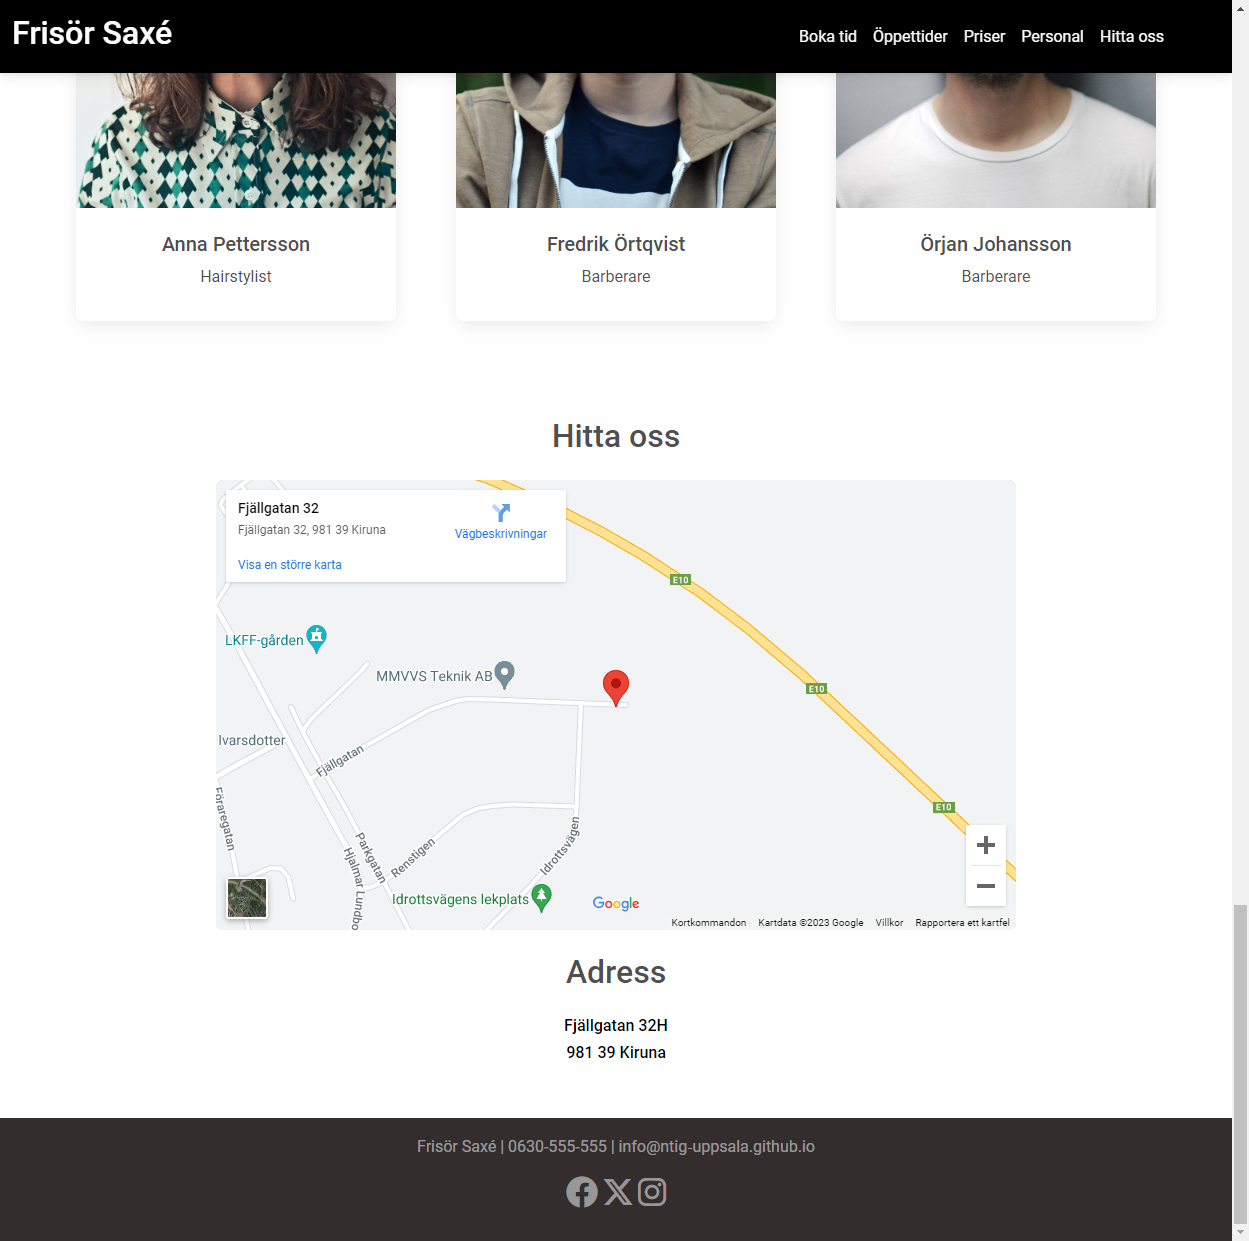 Frisör Saxé
Boka tid Öppettider Priser Personal Hitta oss
Anna Pettersson
Hairstylist
Fredrik Örtqvist
Barberare
Örjan Johansson
Barberare
Hitta oss
Fjällgatan 32
Fjällgatan 32, 981 39 Kiruna
Vägbeskrivningar
Visa en större karta
E10
LKFF-gården
MMVVS Teknik AB
E10
Ivarsdotter
Fjällgatan
Föraregatan
E10
Parkgatan
Hjalmar Lundbo
Renstigen
Idrottsvägen
Idrottsvägens lekplats
Google
Kortkommandon Kartdata ©2023 Google Villkor Rapportera ett kartfel
Adress
Fjällgatan 32H
981 39 Kiruna
Frisör Saxé | 0630-555-555 | info@ntig-uppsala.github.io